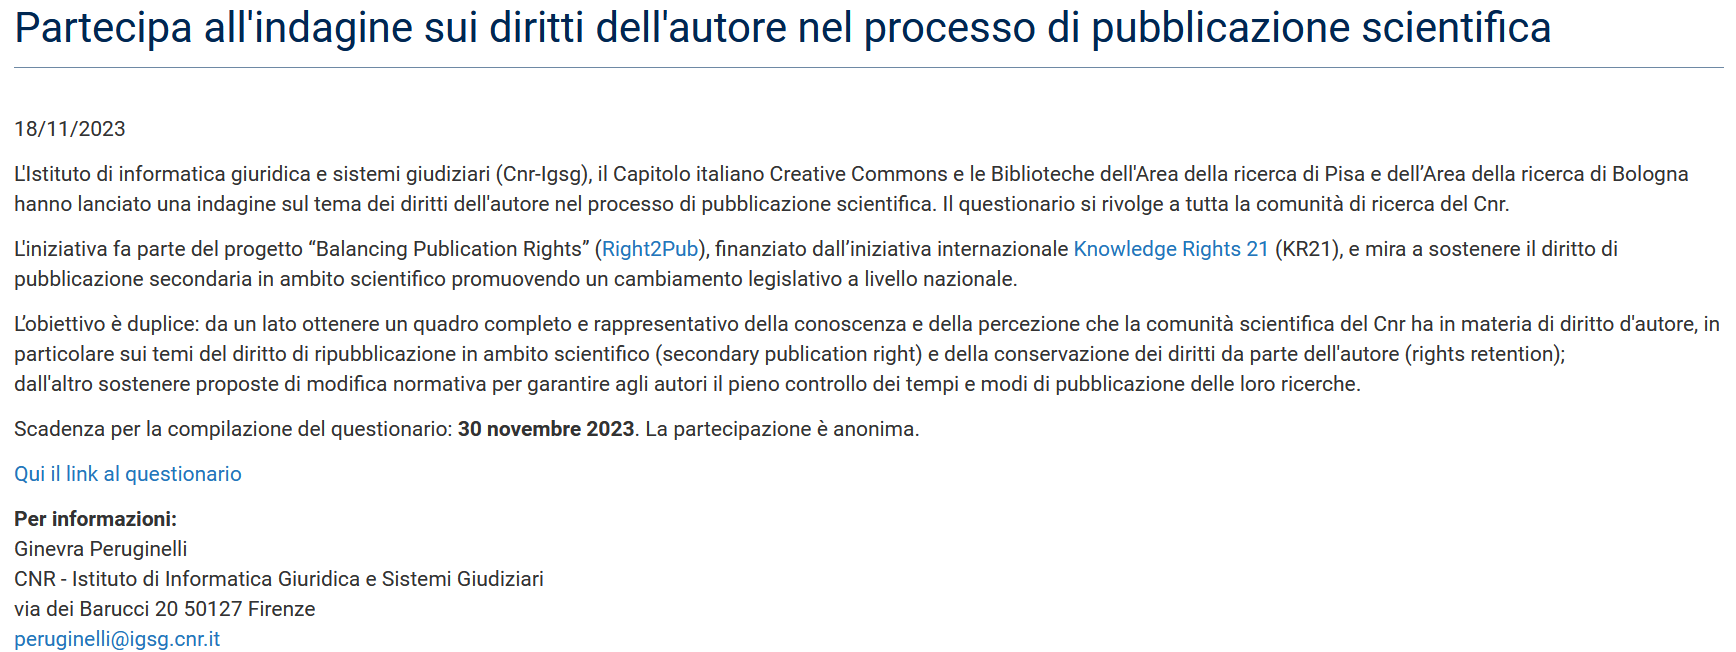 Partecipa all'indagine sui diritti dell'autore nel processo di pubblicazione scientifica
18/11/2023
L'Istituto di informatica giuridica e sistemi giudiziari (Cnr-Igsg), il Capitolo italiano Creative Commons e le Biblioteche dell'Area della ricerca di Pisa e dell’Area della ricerca di Bologna
hanno lanciato una indagine sul tema dei diritti dell'autore nel processo di pubblicazione scientifica. Il questionario si rivolge a tutta la comunità di ricerca del Cnr.
L'iniziativa fa parte del progetto “Balancing Publication Rights” (Right2Pub), finanziato dall’iniziativa internazionale Knowledge Rights 21 (KR21), e mira a sostenere il diritto di
pubblicazione secondaria in ambito scientifico promuovendo un cambiamento legislativo a livello nazionale.
L’obiettivo è duplice: da un lato ottenere un quadro completo e rappresentativo della conoscenza e della percezione che la comunità scientifica del Cnr ha in materia di diritto d'autore, in
particolare sui temi del diritto di ripubblicazione in ambito scientifico (secondary publication right) e della conservazione dei diritti da parte dell'autore (rights retention);
dall'altro sostenere proposte di modifica normativa per garantire agli autori il pieno controllo dei tempi e modi di pubblicazione delle loro ricerche.
Scadenza per la compilazione del questionario: 30 novembre 2023. La partecipazione è anonima.
Qui il link al questionario
Per informazioni:
Ginevra Peruginelli
CNR - Istituto di Informatica Giuridica e Sistemi Giudiziari
via dei Barucci 20 50127 Firenze
peruginelli@igsg.cnr.it